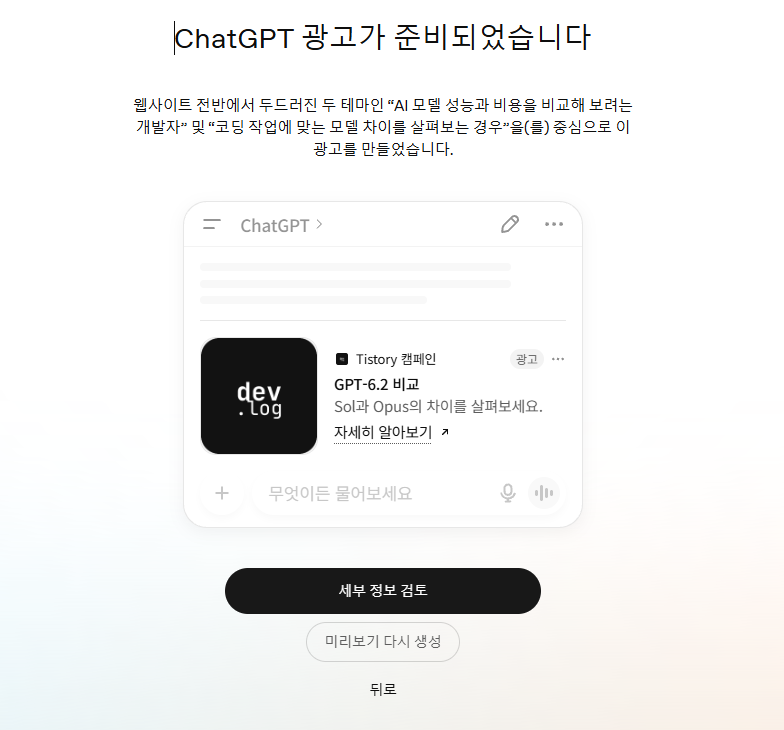 ChatGPT 광고가 준비되었습니다
웹사이트 전반에서 두드러진 두 테마인 “AI 모델 성능과 비용을 비교해 보려는
개발자” 및 “코딩 작업에 맞는 모델 차이를 살펴보는 경우”을(를) 중심으로 이
광고를 만들었습니다.
ChatGPT
dev
.log
Tistory 캠페인
광고
GPT-6.2 비교
Sol과 Opus의 차이를 살펴보세요.
자세히 알아보기
무엇이든 물어보세요
세부 정보 검토
미리보기 다시 생성
뒤로